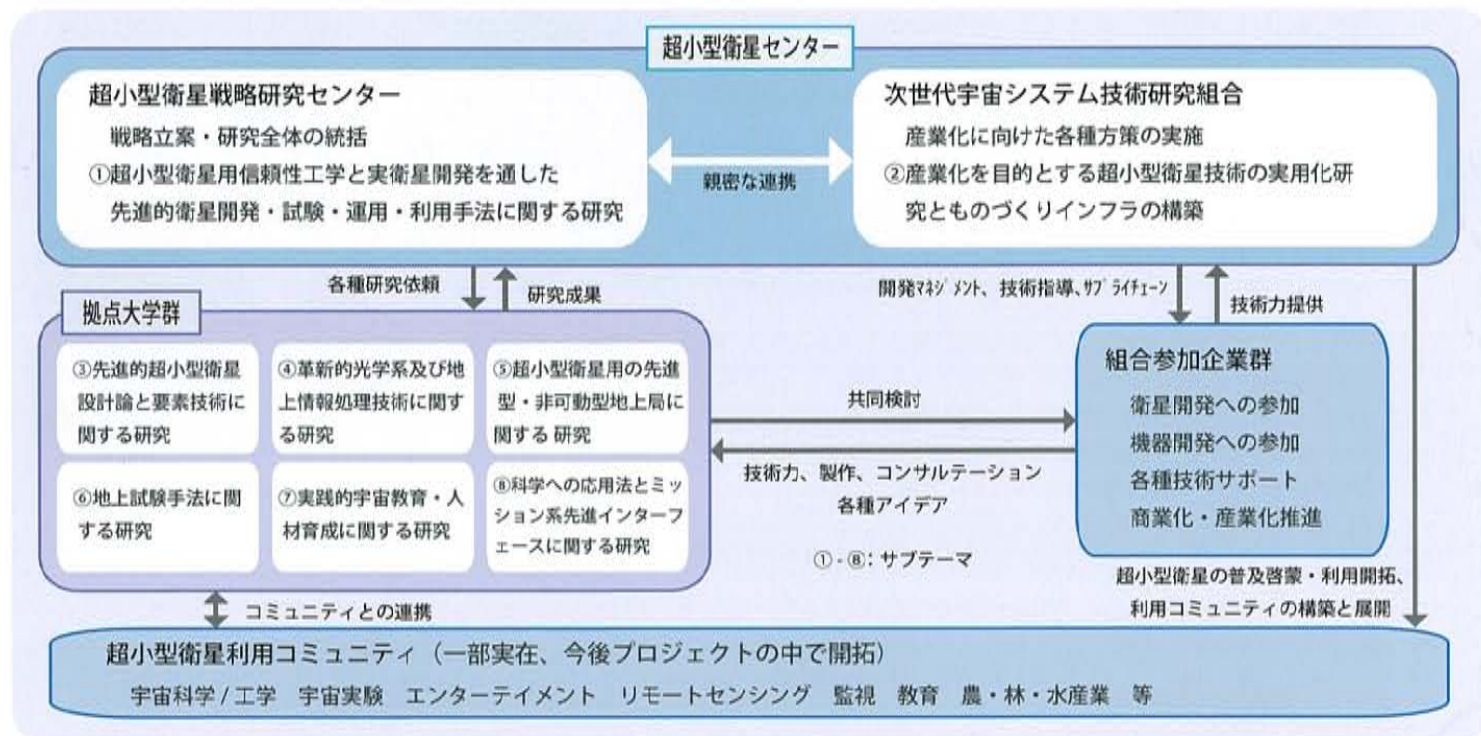 超小型衛星センター
超小型衛星戦略研究センター
戦略立案・研究全体の統括
①超小型衛星用信頼性工学と実衛星開発を通した
先進的衛星開発・試験・運用・利用手法に関する研究
親密な連携
次世代宇宙システム技術研究組合
産業化に向けた各種方策の実施
②産業化を目的とする超小型衛星技術の実用化研
究とものづくりインフラの構築
各種研究依頼
研究成果
開発ﾏﾈｼﾞﾒﾝﾄ、技術指導、ｻﾌﾟﾗｲﾁｪｰﾝ
技術力提供
拠点大学群
③先進的超小型衛星
設計論と要素技術に
関する研究
④革新的光学系及び地
上情報処理技術に関す
る研究
⑤超小型衛星用の先進
型・非可動型地上局に
関する 研究
⑥地上試験手法に関
する研究
⑦実践的宇宙教育・人
材育成に関する研究
⑧科学への応用法とミッ
ション系先進インターフ
ェースに関する研究
共同検討
技術力、製作、コンサルテーション
各種アイデア
①-⑧: サブテーマ
組合参加企業群
衛星開発への参加
機器開発への参加
各種技術サポート
商業化・産業化推進
超小型衛星の普及啓蒙・利用開拓、
利用コミュニティの構築と展開
コミュニティとの連携
超小型衛星利用コミュニティ（一部実在、今後プロジェクトの中で開拓）
宇宙科学/工学 宇宙実験 エンターテイメント リモートセンシング 監視 教育 農・林・水産業 等